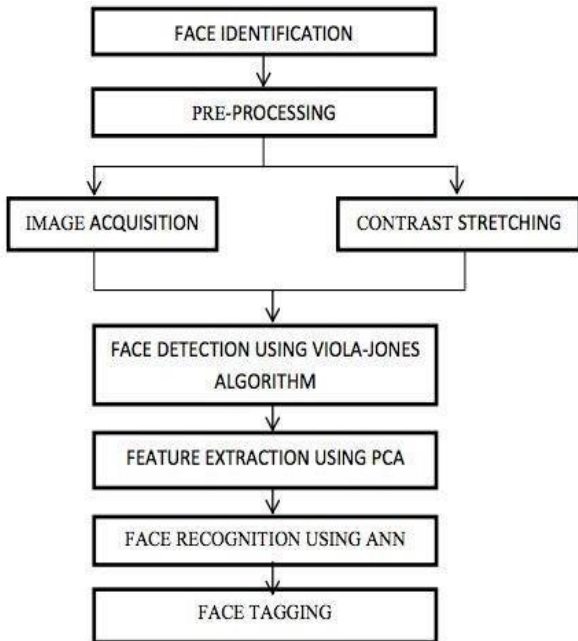 FACE IDENTIFICATION
PRE-PROCESSING
IMAGE ACQUISITION
CONTRAST STRETCHING
FACE DETECTION USING VIOLA-JONES
ALGORITHM
FEATURE EXTRACTION USING PCA
FACE RECOGNITION USING ANN
FACE TAGGING